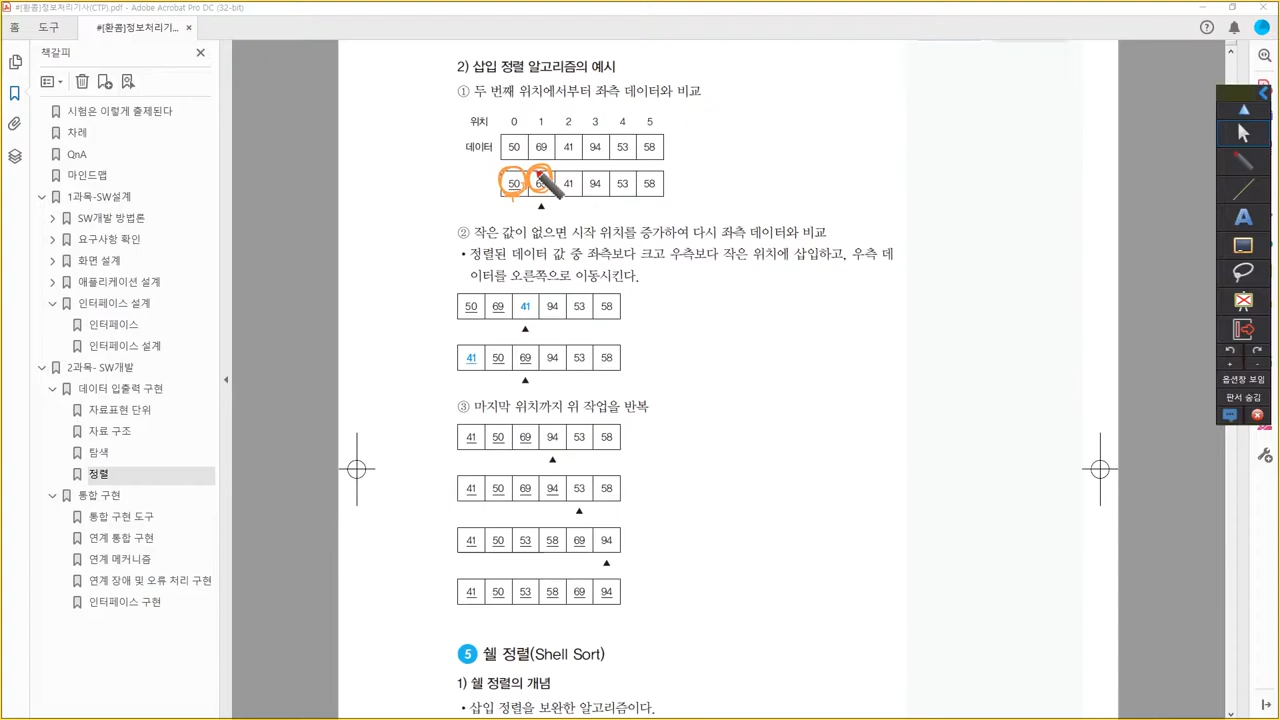 #[환쫌]정보처리기사(CTP).pdf - Adobe Acrobat Pro DC (32-bit)
홈 도구 #[환쫌]정보처리기... ×
책갈피
시험은 이렇게 출제된다
차례
QnA
마인드맵
1과목-SW설계
SW개발 방법론
요구사항 확인
화면 설계
애플리케이션 설계
인터페이스 설계
인터페이스
인터페이스 설계
2과목- SW개발
데이터 입출력 구현
자료표현 단위
자료 구조
탐색
정렬
통합 구현
통합 구현 도구
연계 통합 구현
연계 메커니즘
연계 장애 및 오류 처리 구현
인터페이스 구현
2) 삽입 정렬 알고리즘의 예시
① 두 번째 위치에서부터 좌측 데이터와 비교
위치 0 1 2 3 4 5
데이터 50 69 41 94 53 58
50 69 41 94 53 58
② 작은 값이 없으면 시작 위치를 증가하여 다시 좌측 데이터와 비교
• 정렬된 데이터 값 중 좌측보다 크고 우측보다 작은 위치에 삽입하고, 우측 데
이터를 오른쪽으로 이동시킨다.
50 69 41 94 53 58
41 50 69 94 53 58
③ 마지막 위치까지 위 작업을 반복
41 50 69 94 53 58
41 50 69 94 53 58
41 50 53 58 69 94
41 50 53 58 69 94
5 쉘 정렬(Shell Sort)
1) 쉘 정렬의 개념
• 삽입 정렬을 보완한 알고리즘이다.
A
+ -
옵션창 보임
판서 숨김